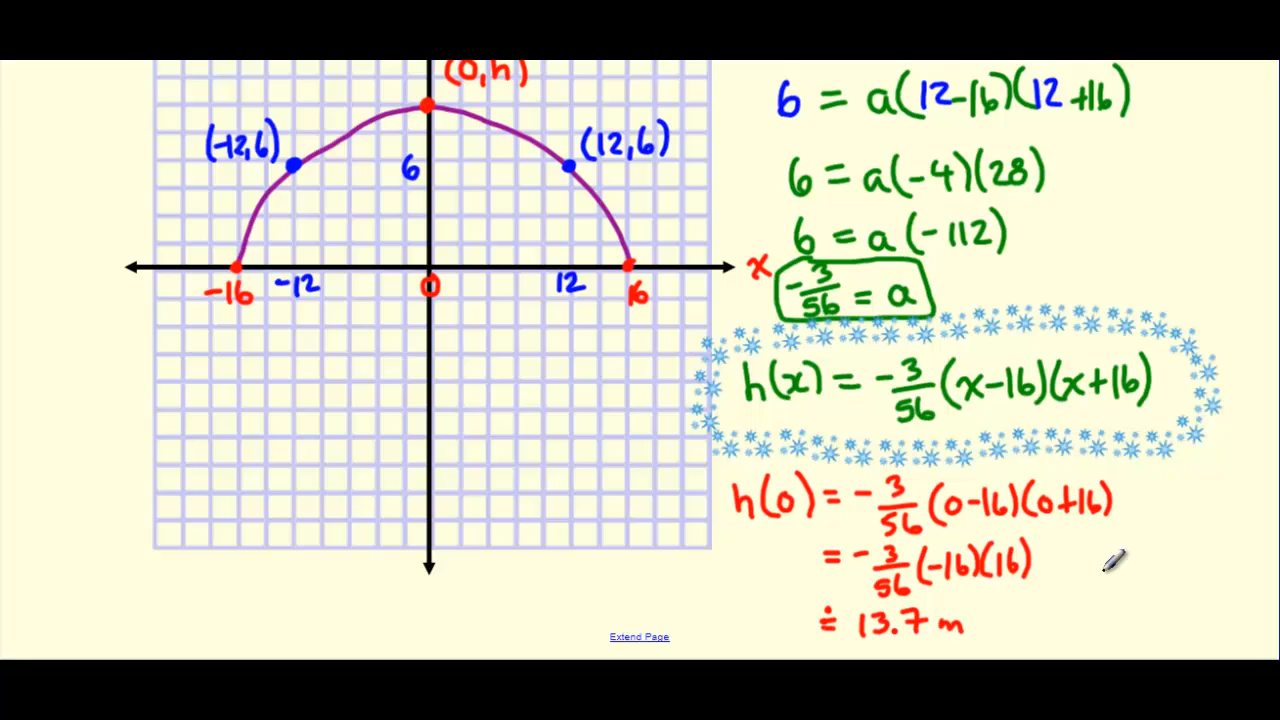 (0,h)
(-12,6)
6
(12,6)
-16
-12
0
12
16
x
6 = a(12-16)(12+16)
6 = a(-4)(28)
6 = a(-112)
-3/56 = a
h(x) = -3/56 (x-16)(x+16)
h(0) = -3/56 (0-16)(0+16)
= -3/56 (-16)(16)
≐ 13.7 m
Extend Page